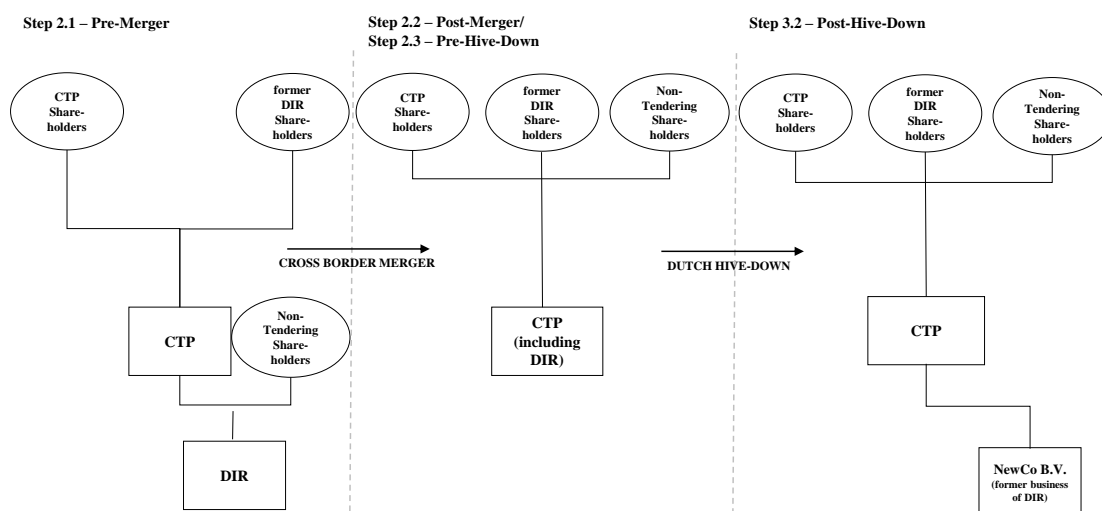 Step 2.1 – Pre-Merger
CTP
Share-
holders
former
DIR
Share-
holders
CTP
Non-
Tendering
Share-
holders
DIR
CROSS BORDER MERGER
Step 2.2 – Post-Merger/
Step 2.3 – Pre-Hive-Down
CTP
Share-
holders
former
DIR
Share-
holders
Non-
Tendering
Share-
holders
CTP
(including
DIR)
DUTCH HIVE-DOWN
Step 3.2 – Post-Hive-Down
CTP
Share-
holders
former
DIR
Share-
holders
Non-
Tendering
Share-
holders
CTP
NewCo B.V.
(former business
of DIR)